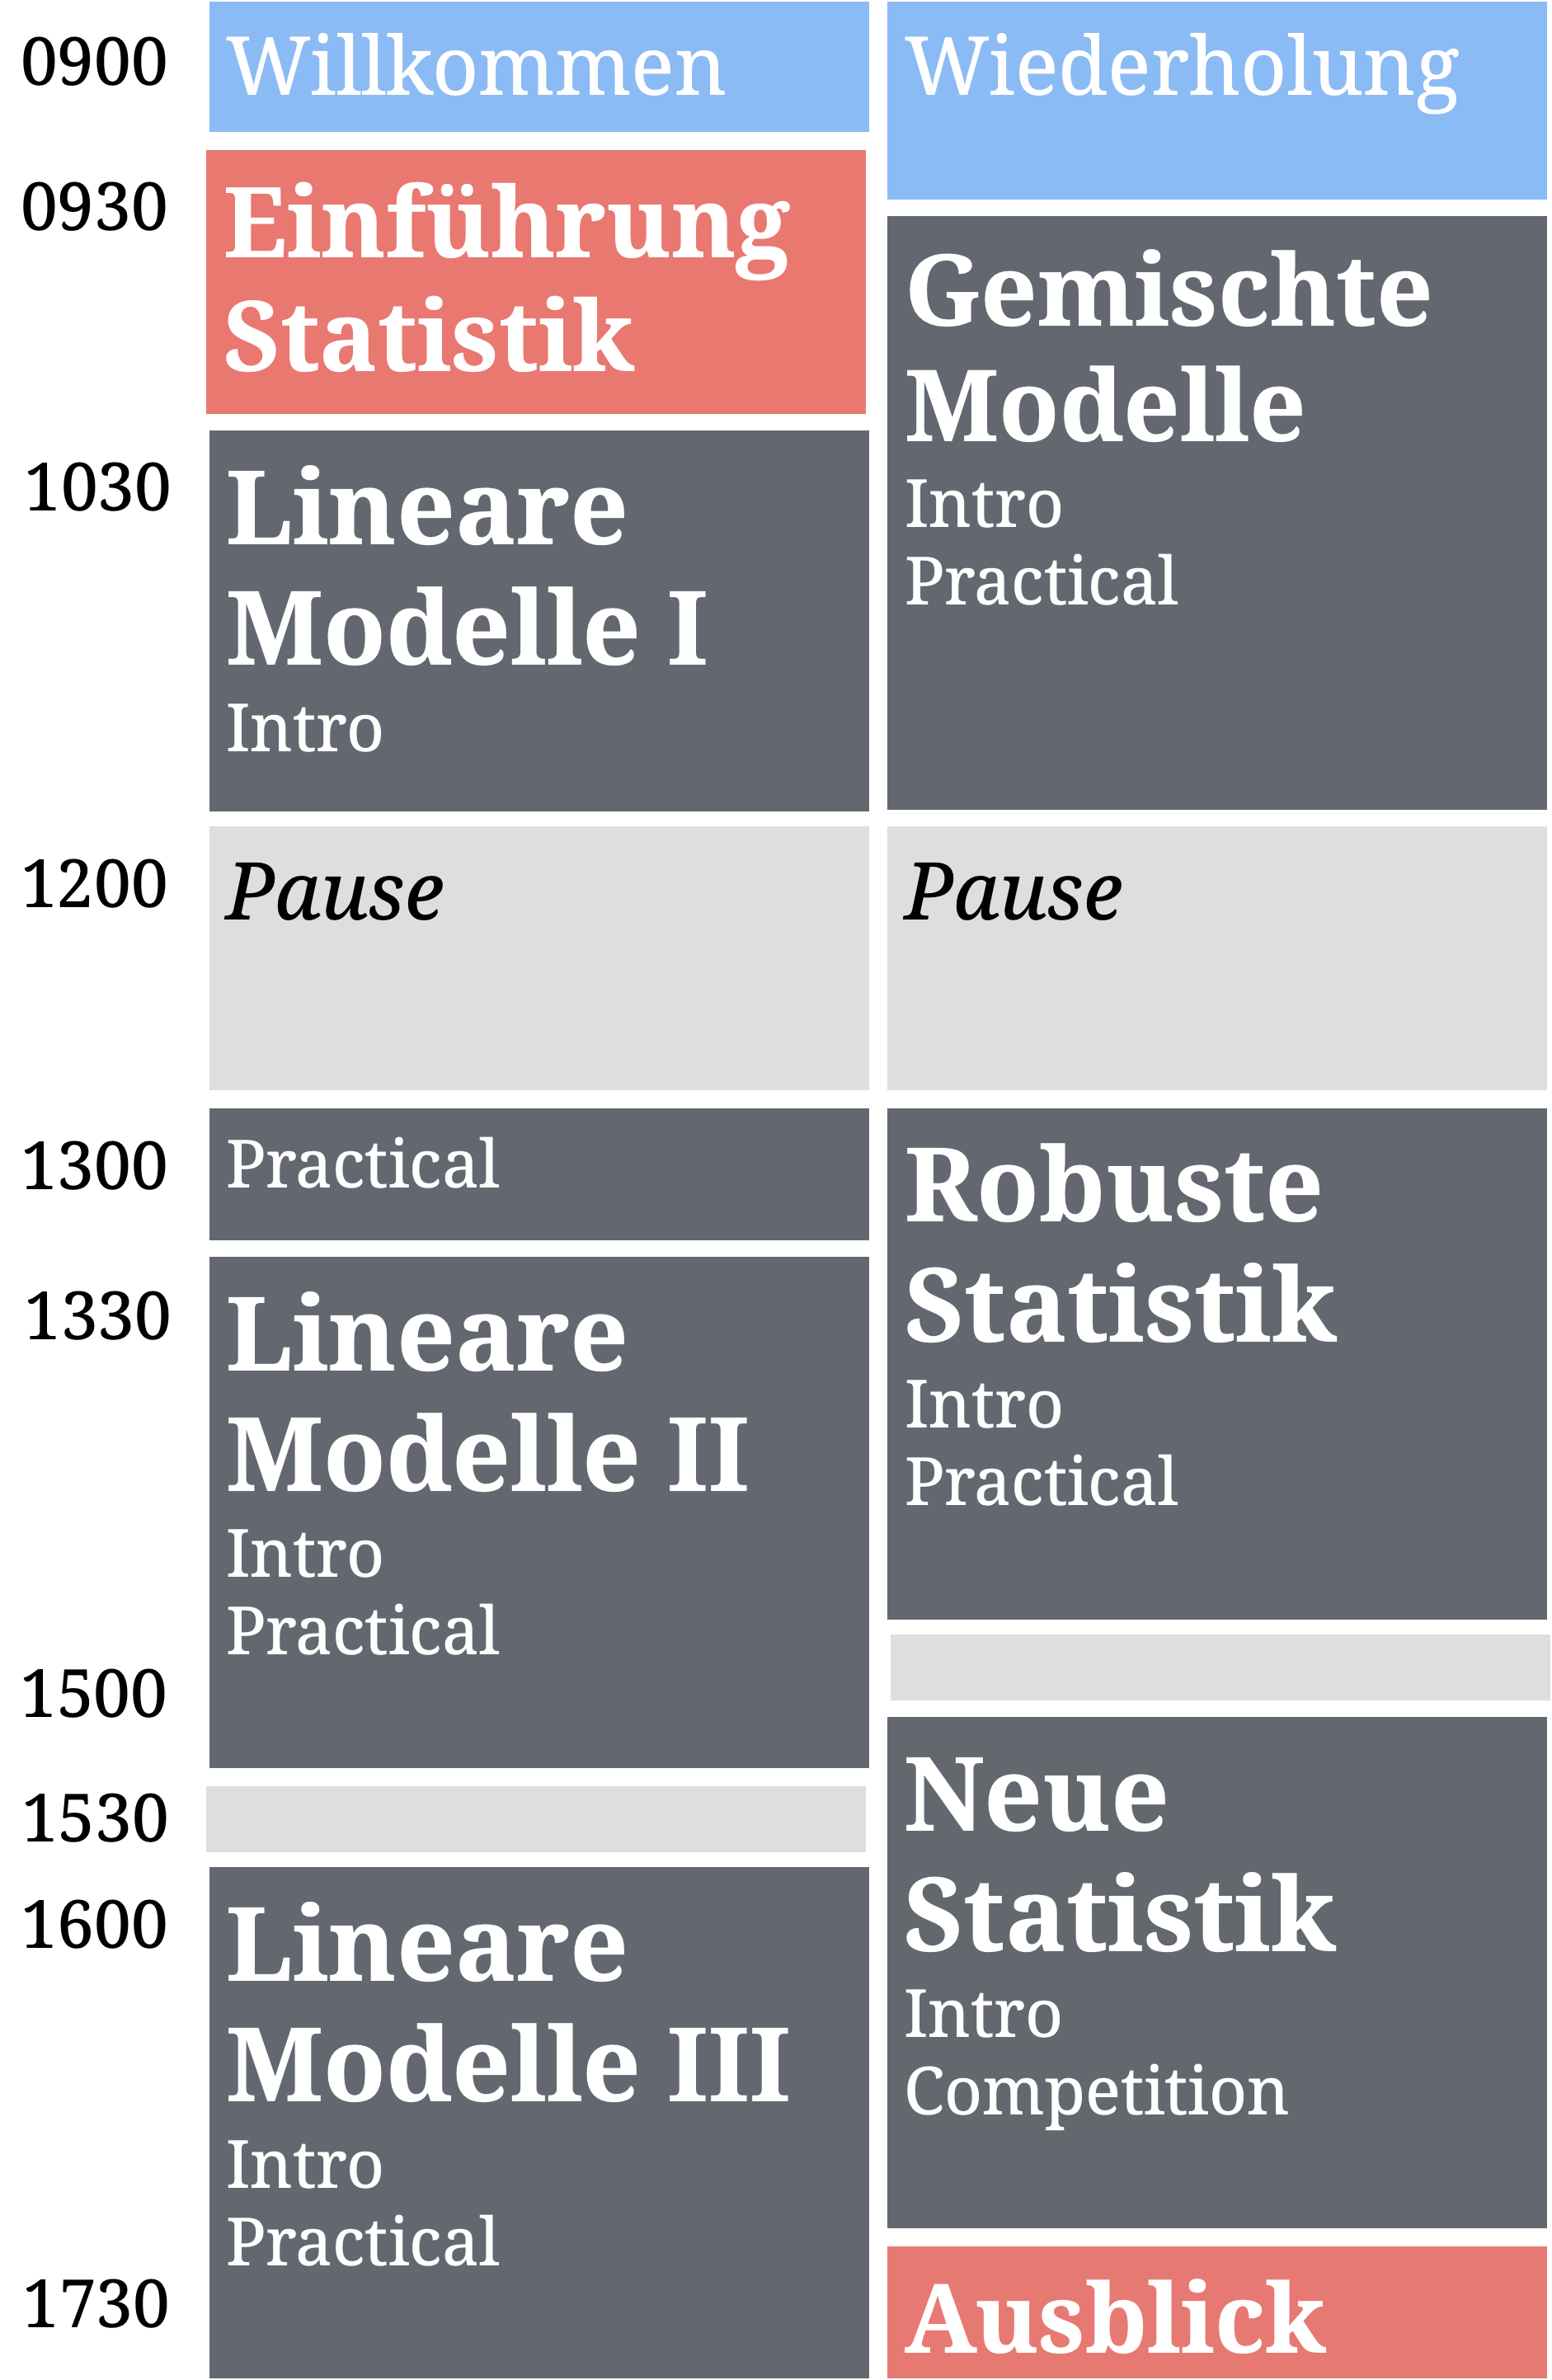 0900
Willkommen
0930
Einführung
Statistik
1030
Lineare
Modelle I
Intro
1200
Pause
1300
Practical
1330
Lineare
Modelle II
Intro
Practical
1500
1530
1600
Lineare
Modelle III
Intro
Practical
1730
Wiederholung
Gemischte
Modelle
Intro
Practical
Pause
Robuste
Statistik
Intro
Practical
Neue
Statistik
Intro
Competition
Ausblick